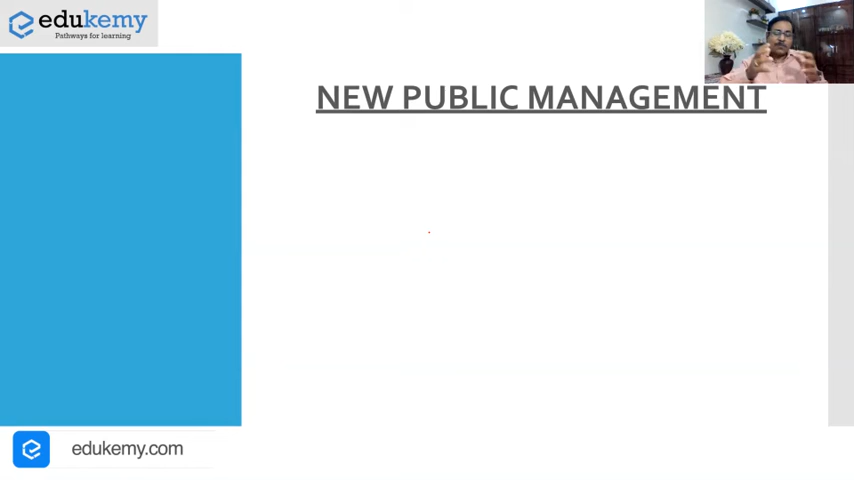 edukemy
Pathways for learning
NEW PUBLIC MANAGEMENT
edukemy.com